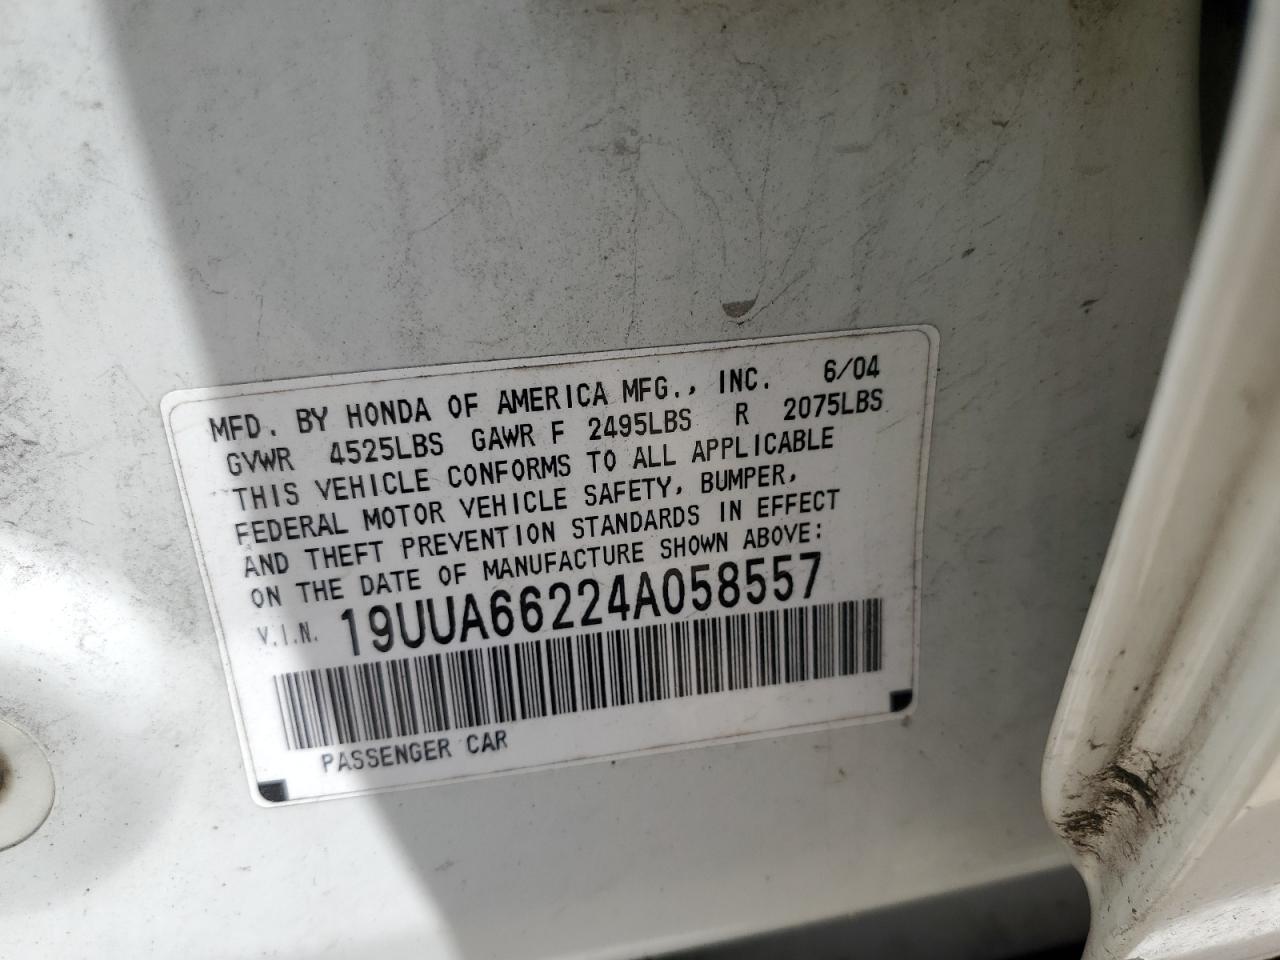 MFD. BY HONDA OF AMERICA MFG., INC. 6/04
GVWR 4525LBS GAWR F 2495LBS R 2075LBS
THIS VEHICLE CONFORMS TO ALL APPLICABLE
FEDERAL MOTOR VEHICLE SAFETY, BUMPER,
AND THEFT PREVENTION STANDARDS IN EFFECT
ON THE DATE OF MANUFACTURE SHOWN ABOVE:
V.I.N. 19UUA66224A058557
PASSENGER CAR